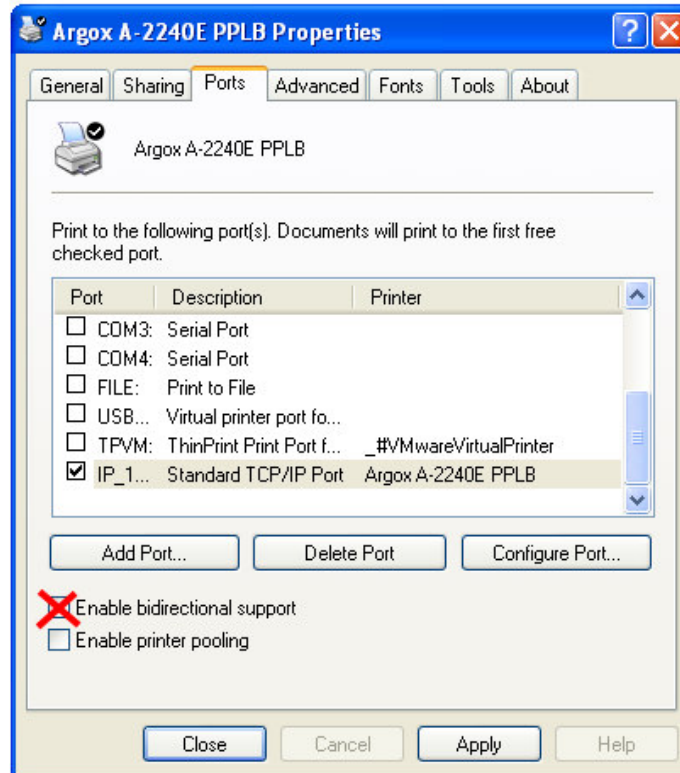 Argox A-2240E PPLB Properties
General Sharing Ports Advanced Fonts Tools About
Argox A-2240E PPLB
Print to the following port(s). Documents will print to the first free
checked port.
Port Description Printer
COM3: Serial Port
COM4: Serial Port
FILE: Print to File
USB... Virtual printer port fo...
TPVM: ThinPrint Print Port f... _#VMwareVirtualPrinter
IP_1... Standard TCP/IP Port Argox A-2240E PPLB
Add Port... Delete Port Configure Port...
Enable bidirectional support
Enable printer pooling
Close Cancel Apply Help